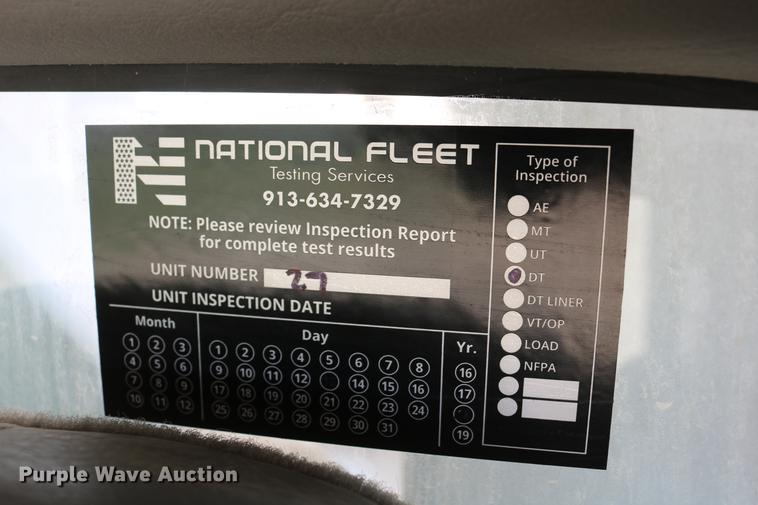 NATIONAL FLEET
Testing Services
913-634-7329
NOTE: Please review Inspection Report
for complete test results
UNIT NUMBER 27
UNIT INSPECTION DATE
Month
1 2 3
4 5 6
7 8 9
10 11 12
Day
1 2 3 4 5 6 7 8
9 10 11 12 14 15 16
17 18 19 20 21 22 23 24
25 26 27 28 29 30 31
Yr.
16
17
19
Type of
Inspection
AE
MT
UT
DT
DT LINER
VT/OP
LOAD
NFPA
Purple Wave Auction